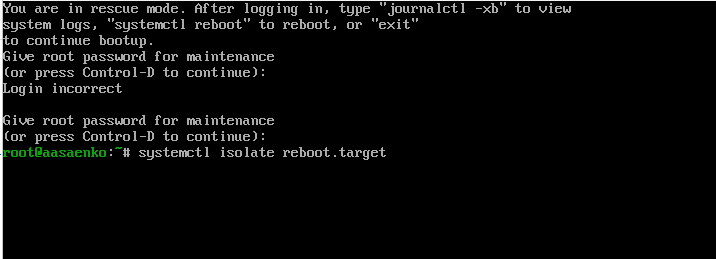 You are in rescue mode. After logging in, type "journalctl -xb" to view
system logs, "systemctl reboot" to reboot, or "exit"
to continue bootup.
Give root password for maintenance
(or press Control-D to continue):
Login incorrect
Give root password for maintenance
(or press Control-D to continue):
root@aasaenko:~# systemctl isolate reboot.target